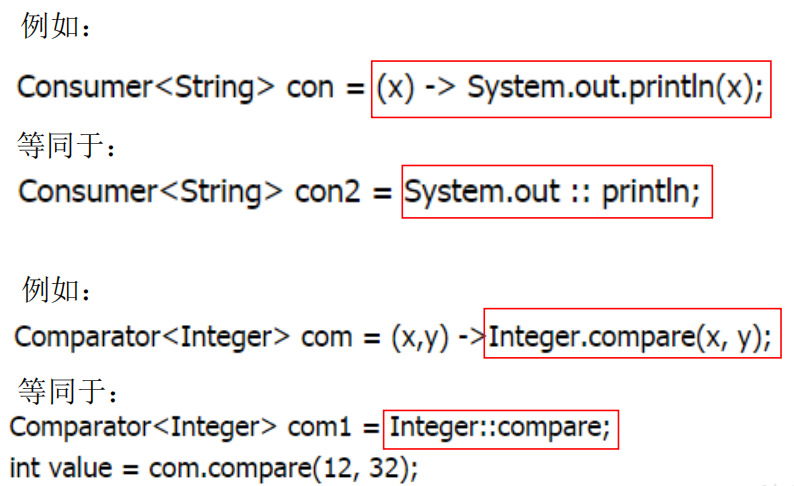 例如：
Consumer<String> con = (x) -> System.out.println(x);
等同于：
Consumer<String> con2 = System.out :: println;
例如：
Comparator<Integer> com = (x,y) ->Integer.compare(x, y);
等同于：
Comparator<Integer> com1 = Integer::compare;
int value = com.compare(12, 32);